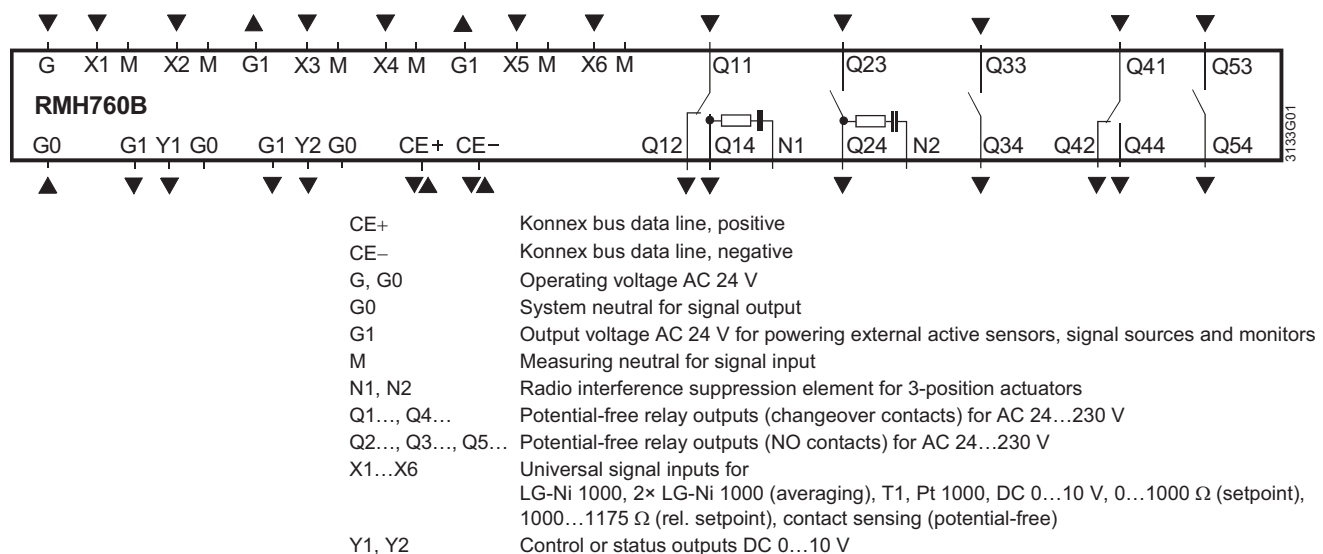 G X1 M X2 M G1 X3 M X4 M G1 X5 M X6 M Q11 Q23 Q33 Q41 Q53
RMH760B
G0 G1 Y1 G0 G1 Y2 G0 CE+ CE− Q12 Q14 N1 Q24 N2 Q34 Q42 Q44 Q54
3133G01
CE+ Konnex bus data line, positive
CE− Konnex bus data line, negative
G, G0 Operating voltage AC 24 V
G0 System neutral for signal output
G1 Output voltage AC 24 V for powering external active sensors, signal sources and monitors
M Measuring neutral for signal input
N1, N2 Radio interference suppression element for 3-position actuators
Q1…, Q4… Potential-free relay outputs (changeover contacts) for AC 24…230 V
Q2…, Q3…, Q5… Potential-free relay outputs (NO contacts) for AC 24…230 V
X1…X6 Universal signal inputs for
LG-Ni 1000, 2× LG-Ni 1000 (averaging), T1, Pt 1000, DC 0…10 V, 0…1000 Ω (setpoint),
1000…1175 Ω (rel. setpoint), contact sensing (potential-free)
Y1, Y2 Control or status outputs DC 0…10 V